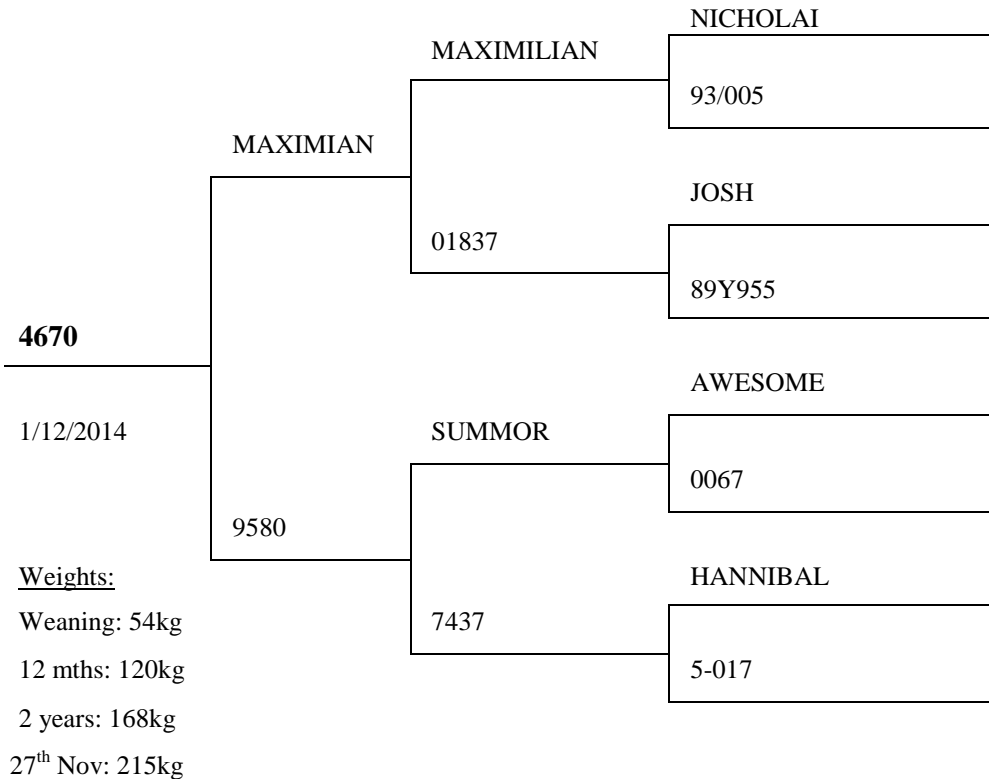 NICHOLAI
MAXIMILIAN
93/005
MAXIMIAN
JOSH
01837
89Y955
4670
AWESOME
1/12/2014
SUMMOR
0067
9580
HANNIBAL
Weights:
Weaning: 54kg
7437
12 mths: 120kg
5-017
2 years: 168kg
27th Nov: 215kg